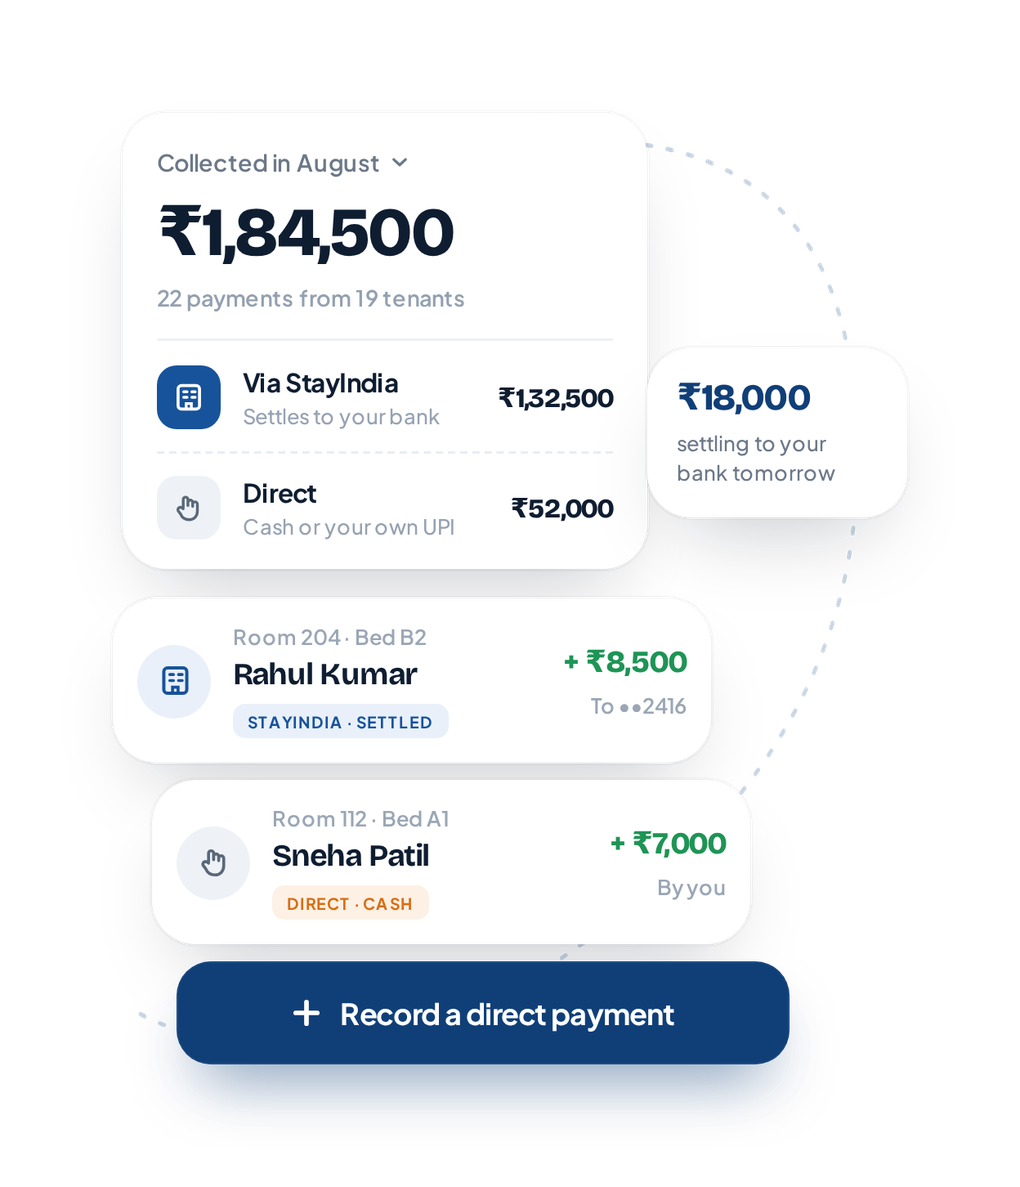 Collected in August
₹1,84,500
22 payments from 19 tenants
Via StayIndia
Settles to your bank
₹1,32,500
Direct
Cash or your own UPI
₹52,000
₹18,000
settling to your
bank tomorrow
Room 204 · Bed B2
Rahul Kumar
STAYINDIA · SETTLED
+ ₹8,500
To ••2416
Room 112 · Bed A1
Sneha Patil
DIRECT · CASH
+ ₹7,000
By you
+ Record a direct payment